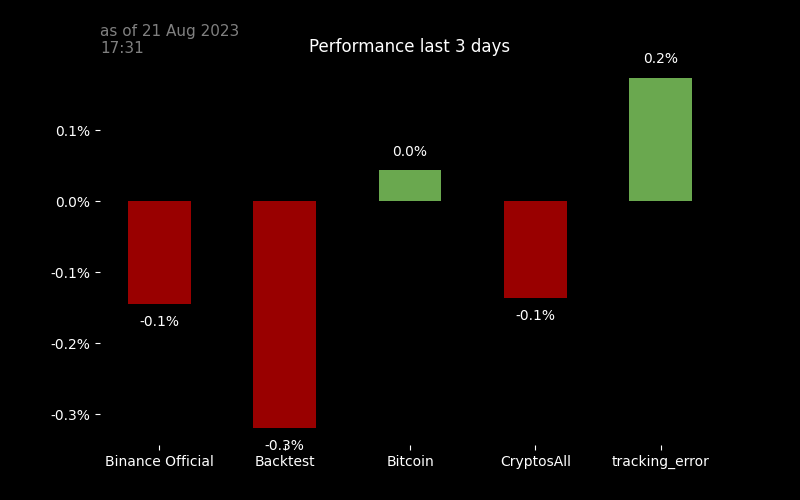 as of 21 Aug 2023
17:31
Performance last 3 days
0.2%
0.1%
0.0%
0.0%
-0.1%
-0.1%
-0.1%
-0.2%
-0.3%
-0.3%
Binance Official
Backtest
Bitcoin
CryptosAll
tracking_error